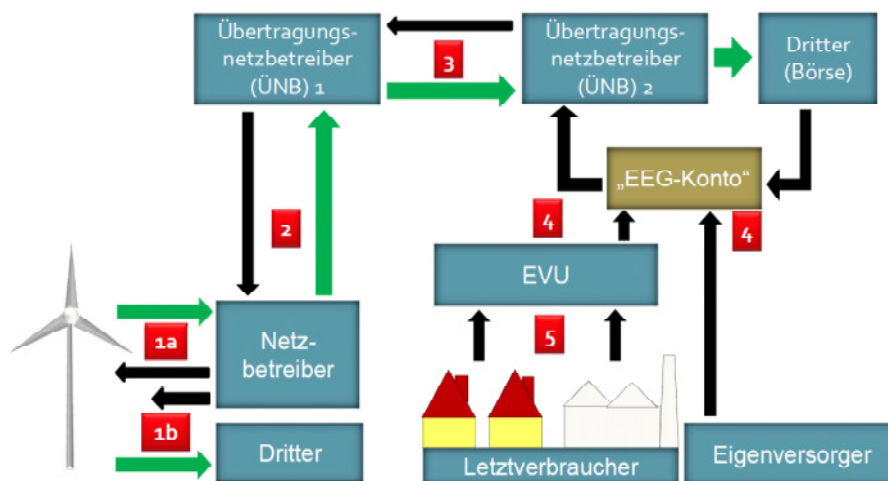 Übertragungs-
netzbetreiber
(ÜNB) 1
3
Übertragungs-
netzbetreiber
(ÜNB) 2
Dritter
(Börse)
„EEG-Konto“
2
4
4
EVU
1a
Netz-
betreiber
5
1b
Dritter
Letztverbraucher
Eigenversorger